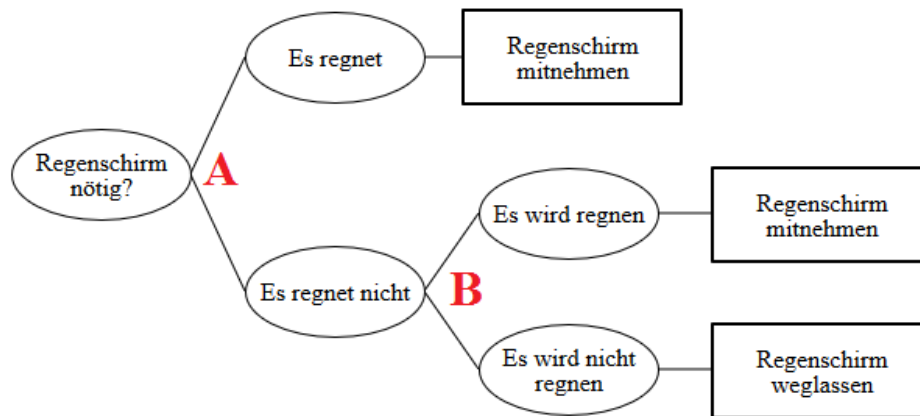 Es regnet
Regenschirm
mitnehmen
Regenschirm
nötig?
A
Es wird regnen
Regenschirm
mitnehmen
Es regnet nicht
B
Es wird nicht
regnen
Regenschirm
weglassen